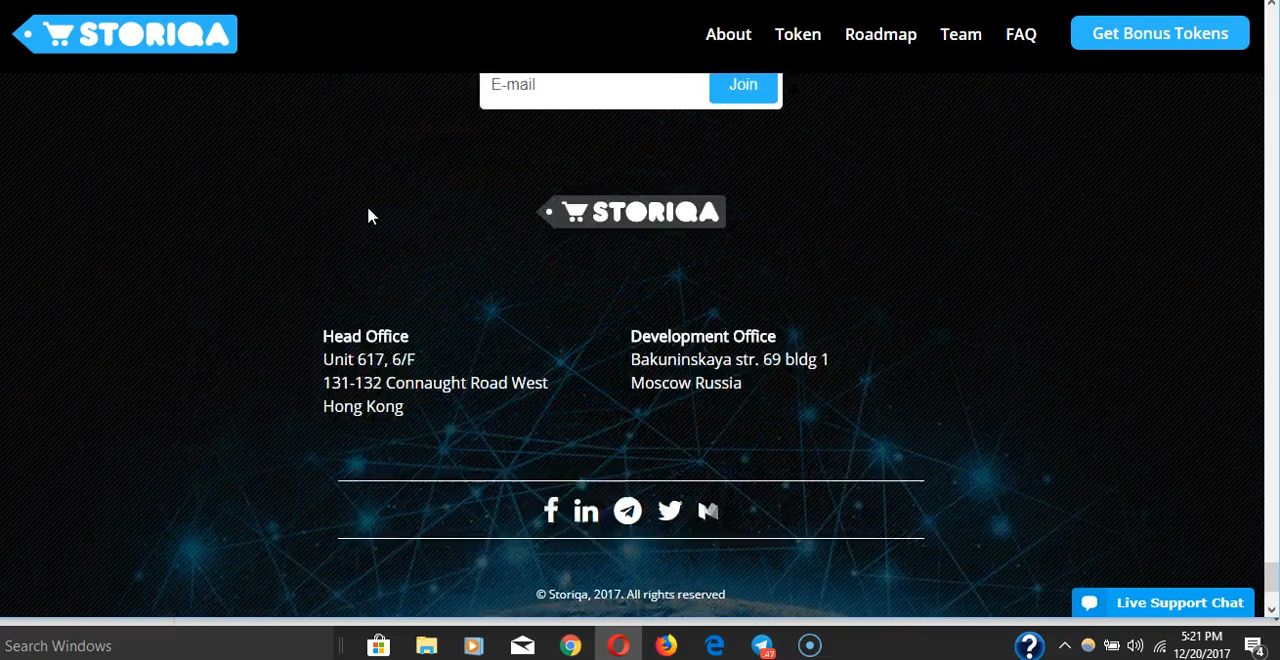 STORIQA
About Token Roadmap Team FAQ Get Bonus Tokens
E-mail Join
STORIQA
Head Office
Unit 617, 6/F
131-132 Connaught Road West
Hong Kong
Development Office
Bakuninskaya str. 69 bldg 1
Moscow Russia
© Storiqa, 2017. All rights reserved
Live Support Chat
Search Windows
47
5:21 PM
12/20/2017
4